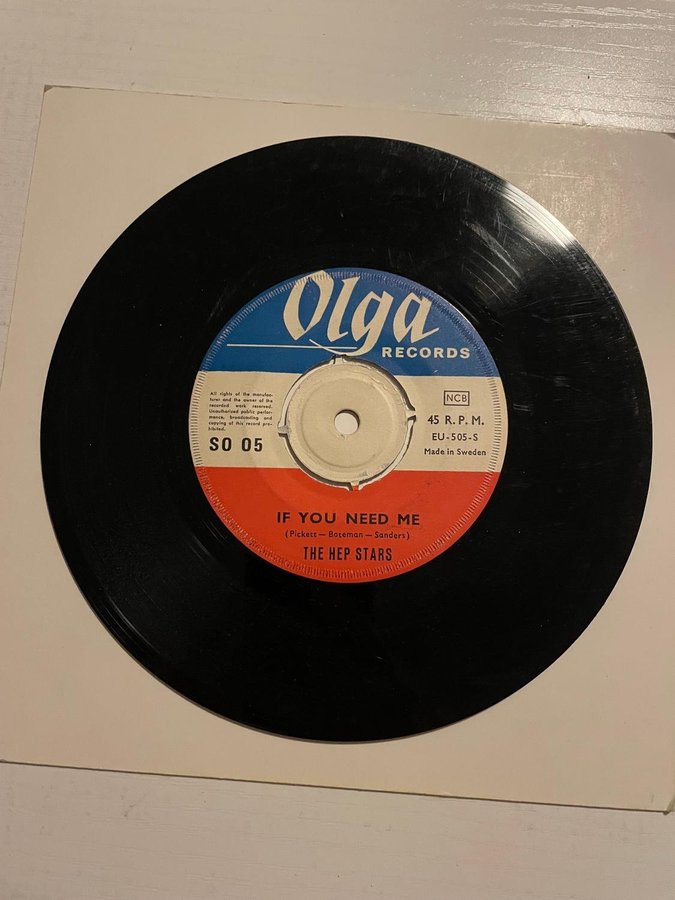 Olga
RECORDS
All rights of the manufac-
turer and the owner of the
recorded work reserved.
Unauthorized public perfor-
mance, broadcasting and
copying of this record pro-
hibited.
SO 05
NCB
45 R. P. M.
EU-505-S
Made in Sweden
IF YOU NEED ME
(Pickett — Bateman — Sanders)
THE HEP STARS